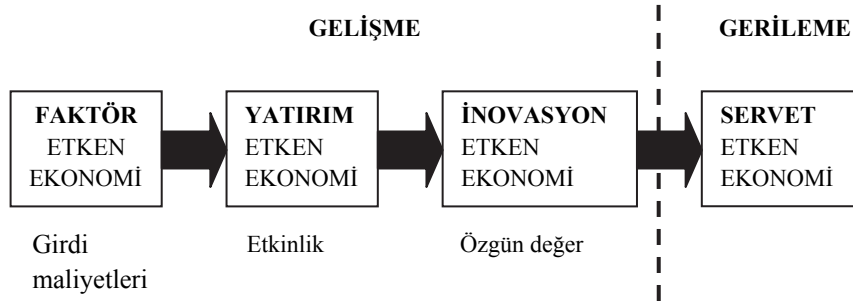 GELİŞME
GERİLEME
FAKTÖR
ETKEN
EKONOMİ
YATIRIM
ETKEN
EKONOMİ
İNOVASYON
ETKEN
EKONOMİ
SERVET
ETKEN
EKONOMİ
Girdi
maliyetleri
Etkinlik
Özgün değer